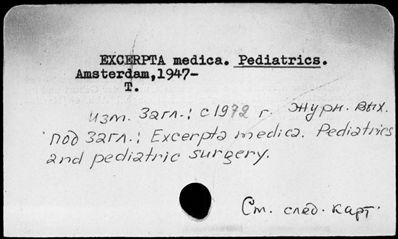 EXCERPTA medica. Pediatrics.
Amsterdam,1947-
T.
Изм. Загл.: с 1972 г. журн. вых.
под загл.: Excerpta medica. Pediatrics
and pediatric surgery.
См. след. карт.